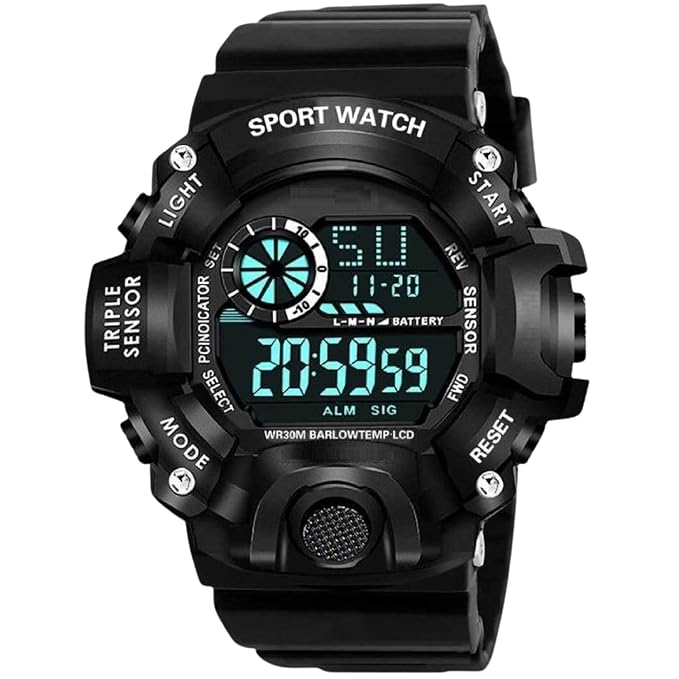 SPORT WATCH
LIGHT
START
SET
10
0
-10
SU
REV
11-20
TRIPLE
SENSOR
PCINOICATOR
SENSOR
L-M-H BATTERY
20:59 59
SELECT
FWD
ALM SIG
MODE
RESET
WR30M BARLOWTEMP·LCD